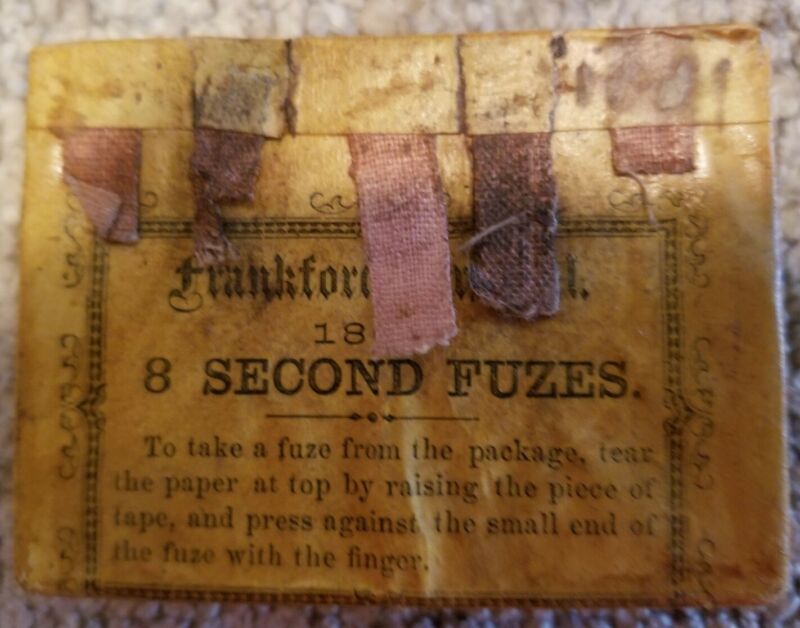 Frankford
18
8 SECOND FUZES.
To take a fuze from the package, tear
the paper at top by raising the piece of
tape, and press against the small end of
the fuze with the finger.